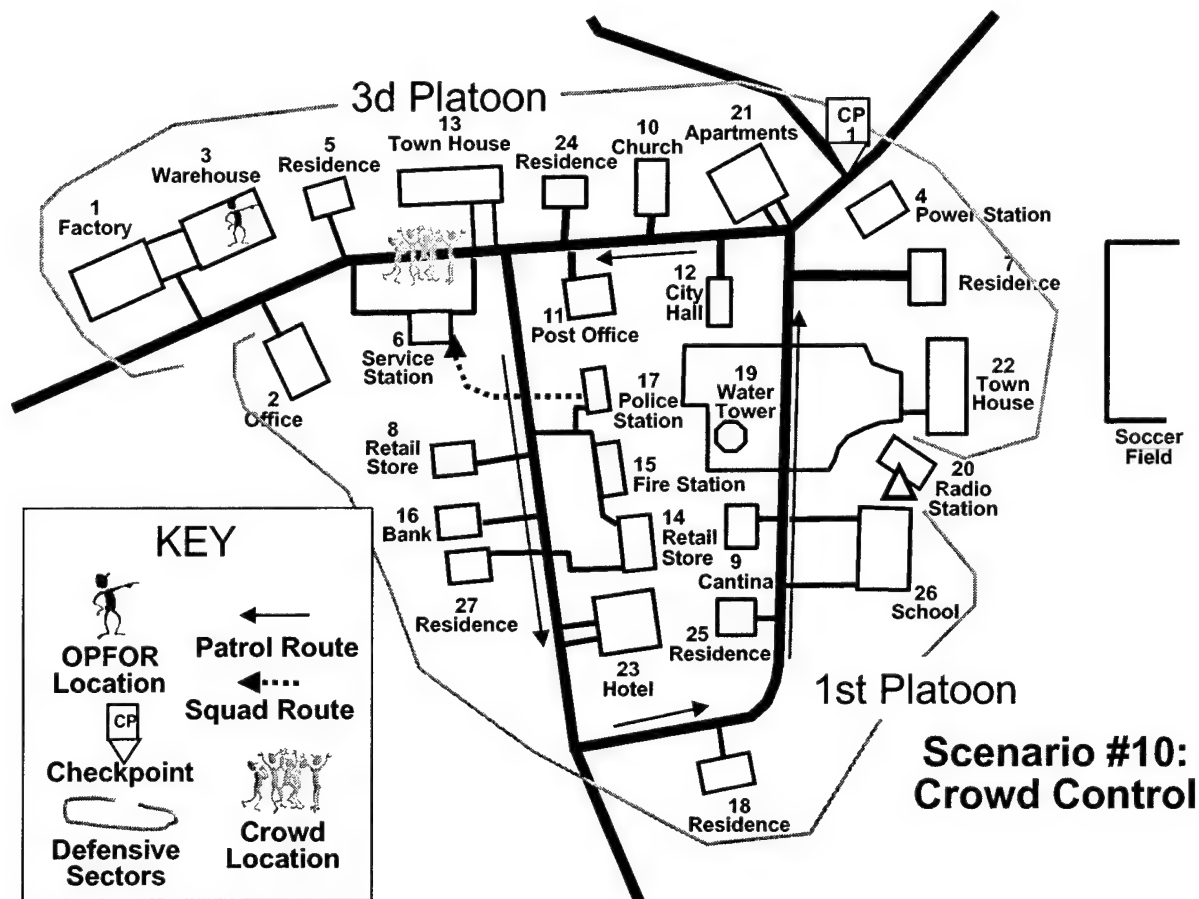 3d Platoon
13
Town House
21
Apartments
CP
1
5
Residence
24
Residence
10
Church
3
Warehouse
1
Factory
4
Power Station
7
Residence
12
City
Hall
11
Post Office
6
Service
Station
2
Office
22
Town
House
19
Water
Tower
17
Police
Station
Soccer
Field
8
Retail
Store
15
Fire Station
20
Radio
Station
16
Bank
14
Retail
Store
9
Cantina
26
School
27
Residence
25
Residence
23
Hotel
1st Platoon
18
Residence
Scenario #10:
Crowd Control
KEY
OPFOR
Location
Patrol Route
Squad Route
CP
Checkpoint
Defensive
Sectors
Crowd
Location